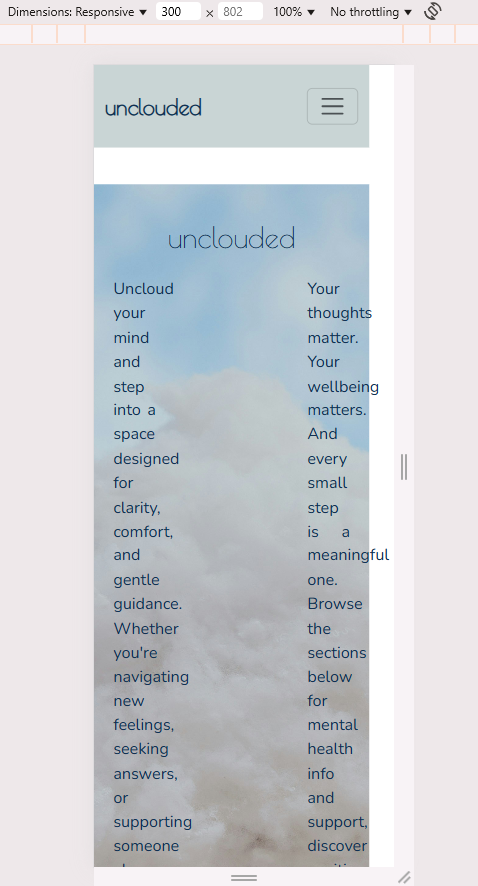 Dimensions: Responsive ▼ 300 × 802 100% ▼ No throttling ▼
unclouded
unclouded
Uncloud
your
mind
and
step
into a
space
designed
for
clarity,
comfort,
and
gentle
guidance.
Whether
you're
navigating
new
feelings,
seeking
answers,
or
supporting
someone
Your
thoughts
matter.
Your
wellbeing
matters.
And
every
small
step
is a
meaningful
one.
Browse
the
sections
below
for
mental
health
info
and
support,
discover